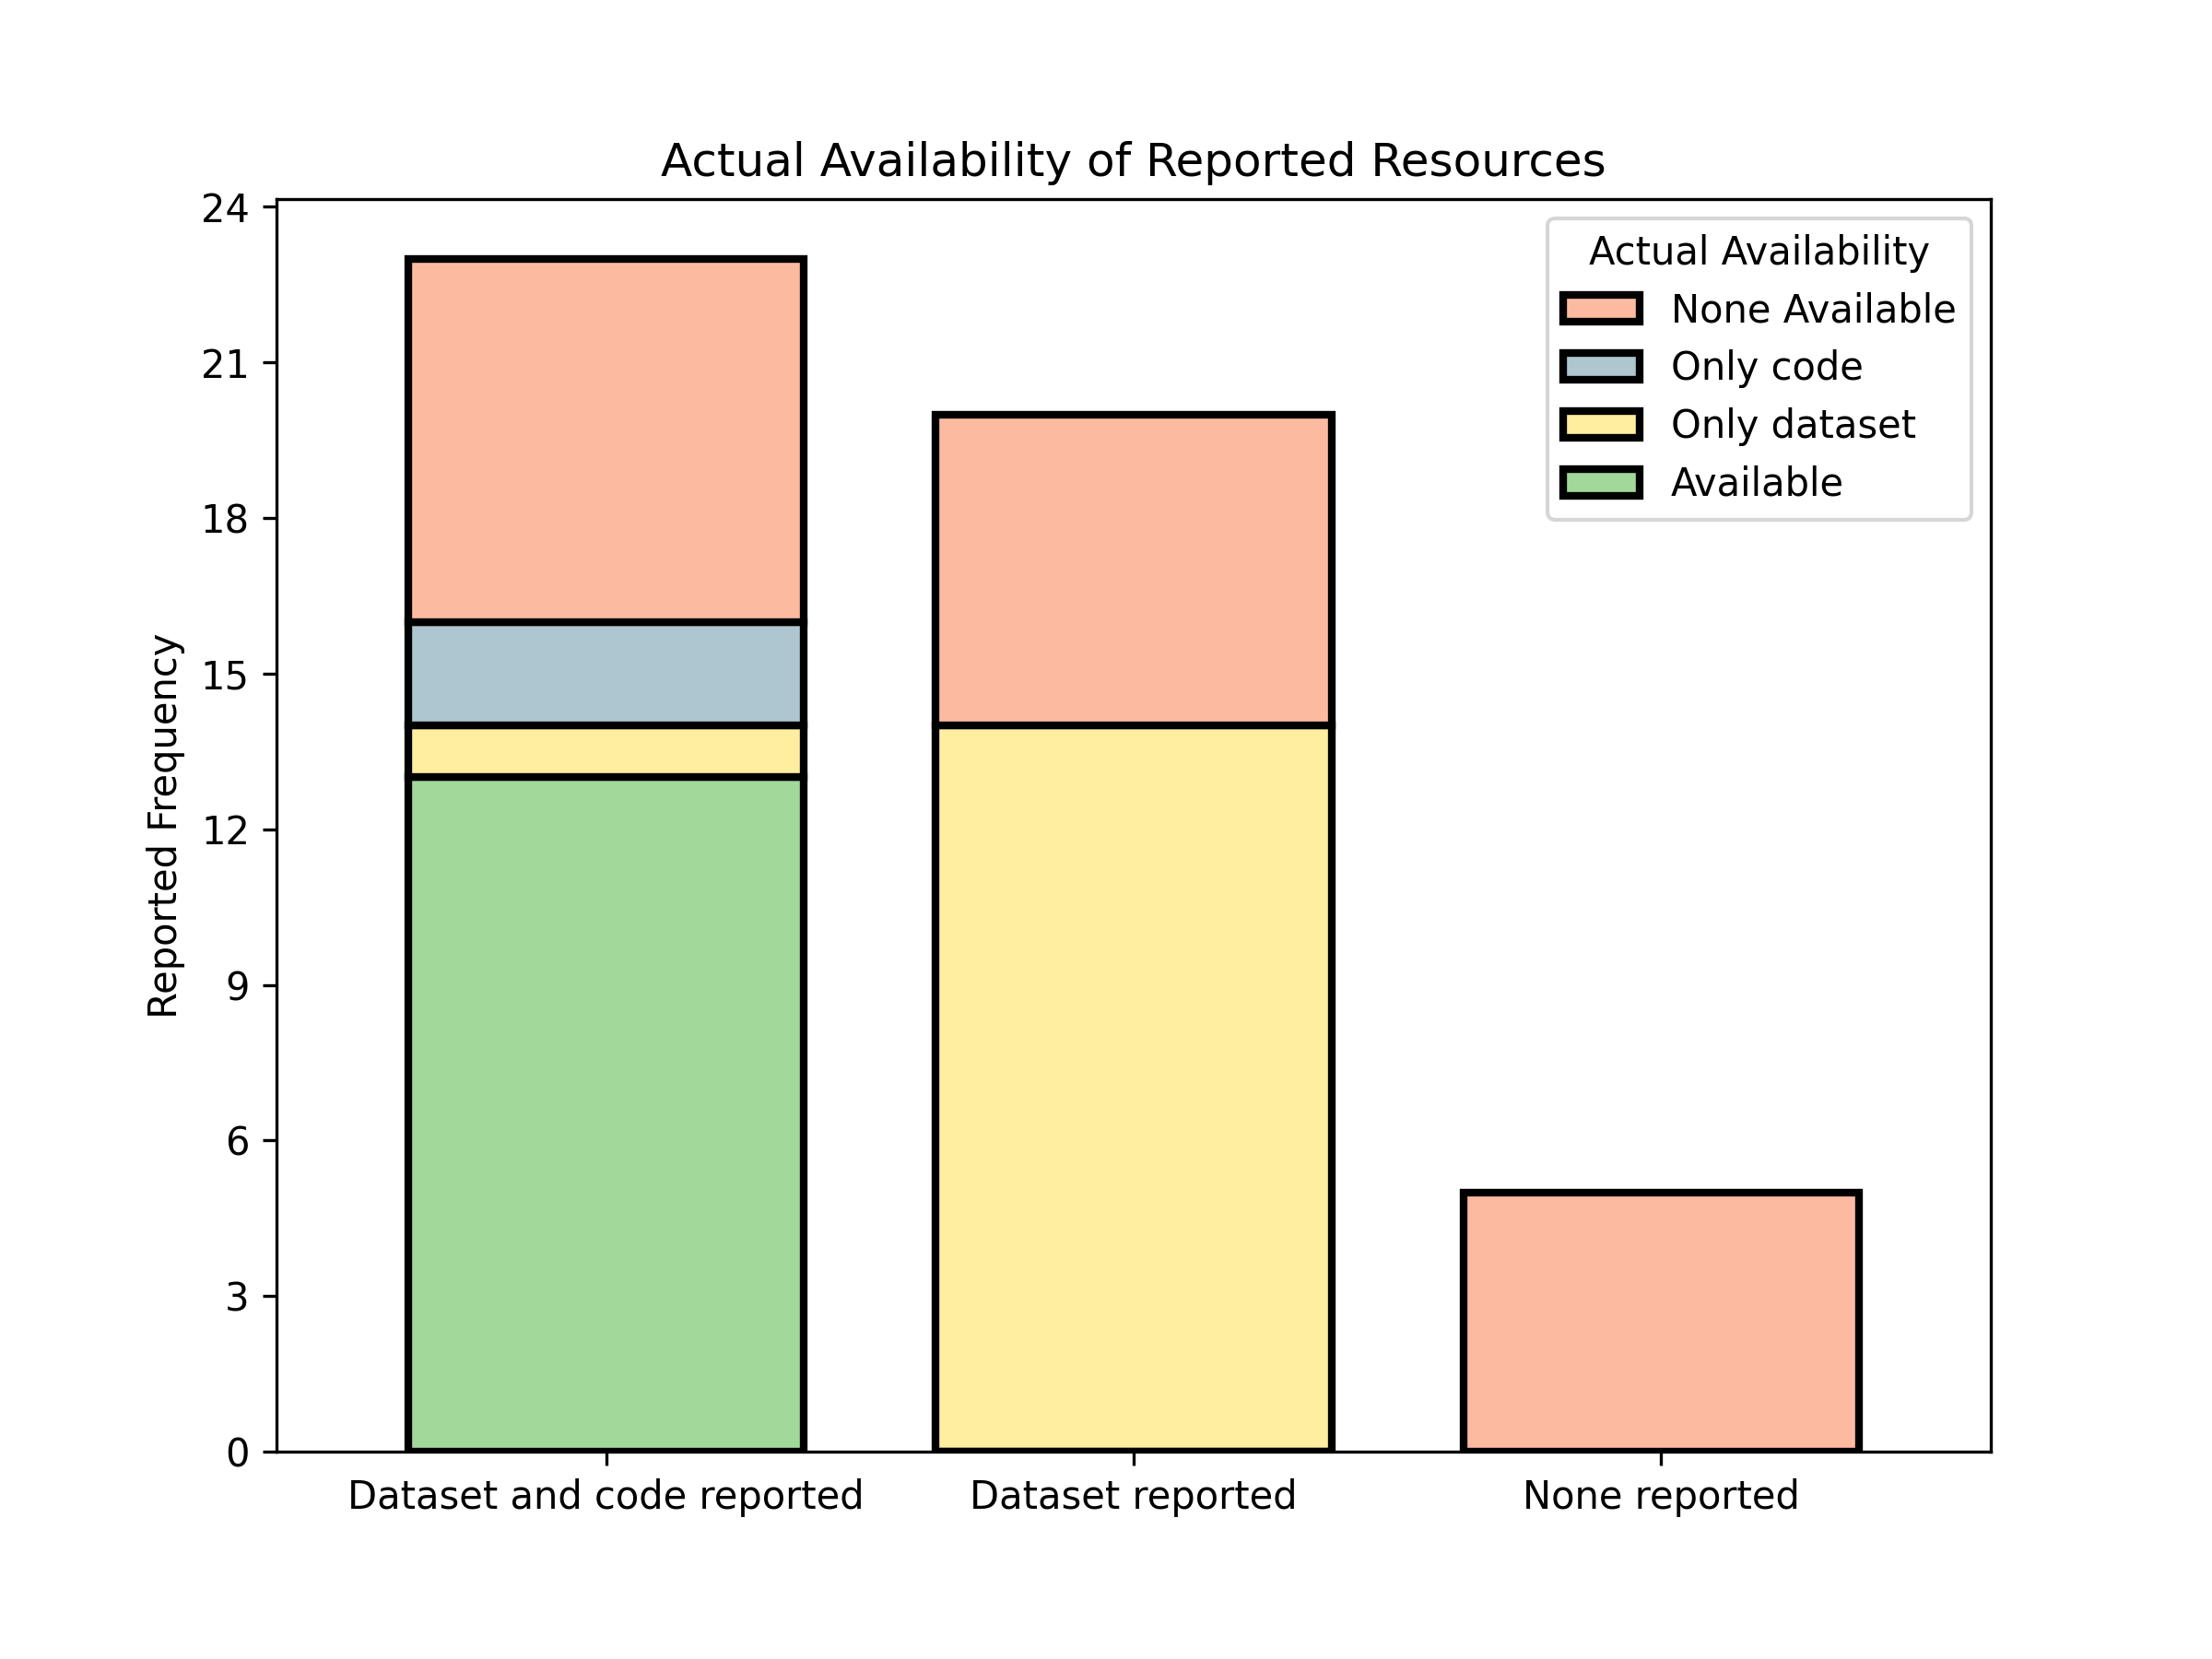 Actual Availability of Reported Resources
Reported Frequency
24
21
18
15
12
9
6
3
0
Actual Availability
None Available
Only code
Only dataset
Available
Dataset and code reported
Dataset reported
None reported